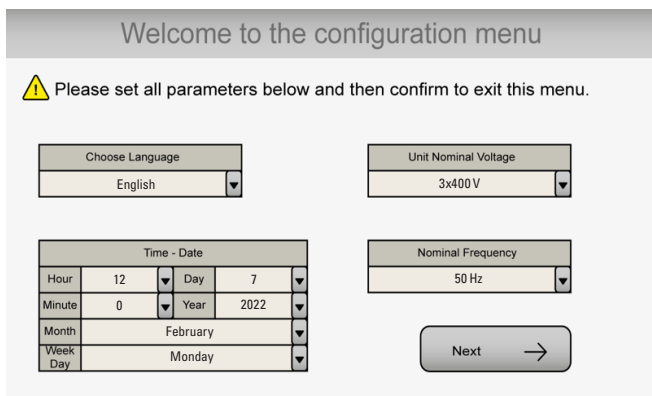 Welcome to the configuration menu
Please set all parameters below and then confirm to exit this menu.
Choose Language
English
Unit Nominal Voltage
3x400 V
Time - Date
Hour 12 Day 7
Minute 0 Year 2022
Month February
Week Day Monday
Nominal Frequency
50 Hz
Next